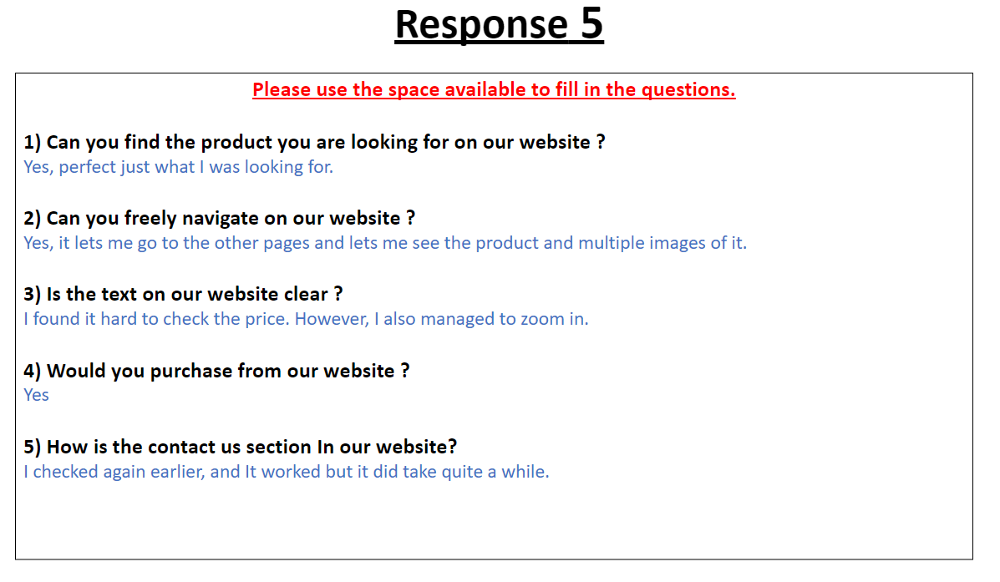 Response 5
Please use the space available to fill in the questions.
1) Can you find the product you are looking for on our website ?
Yes, perfect just what I was looking for.
2) Can you freely navigate on our website ?
Yes, it lets me go to the other pages and lets me see the product and multiple images of it.
3) Is the text on our website clear ?
I found it hard to check the price. However, I also managed to zoom in.
4) Would you purchase from our website ?
Yes
5) How is the contact us section In our website?
I checked again earlier, and It worked but it did take quite a while.